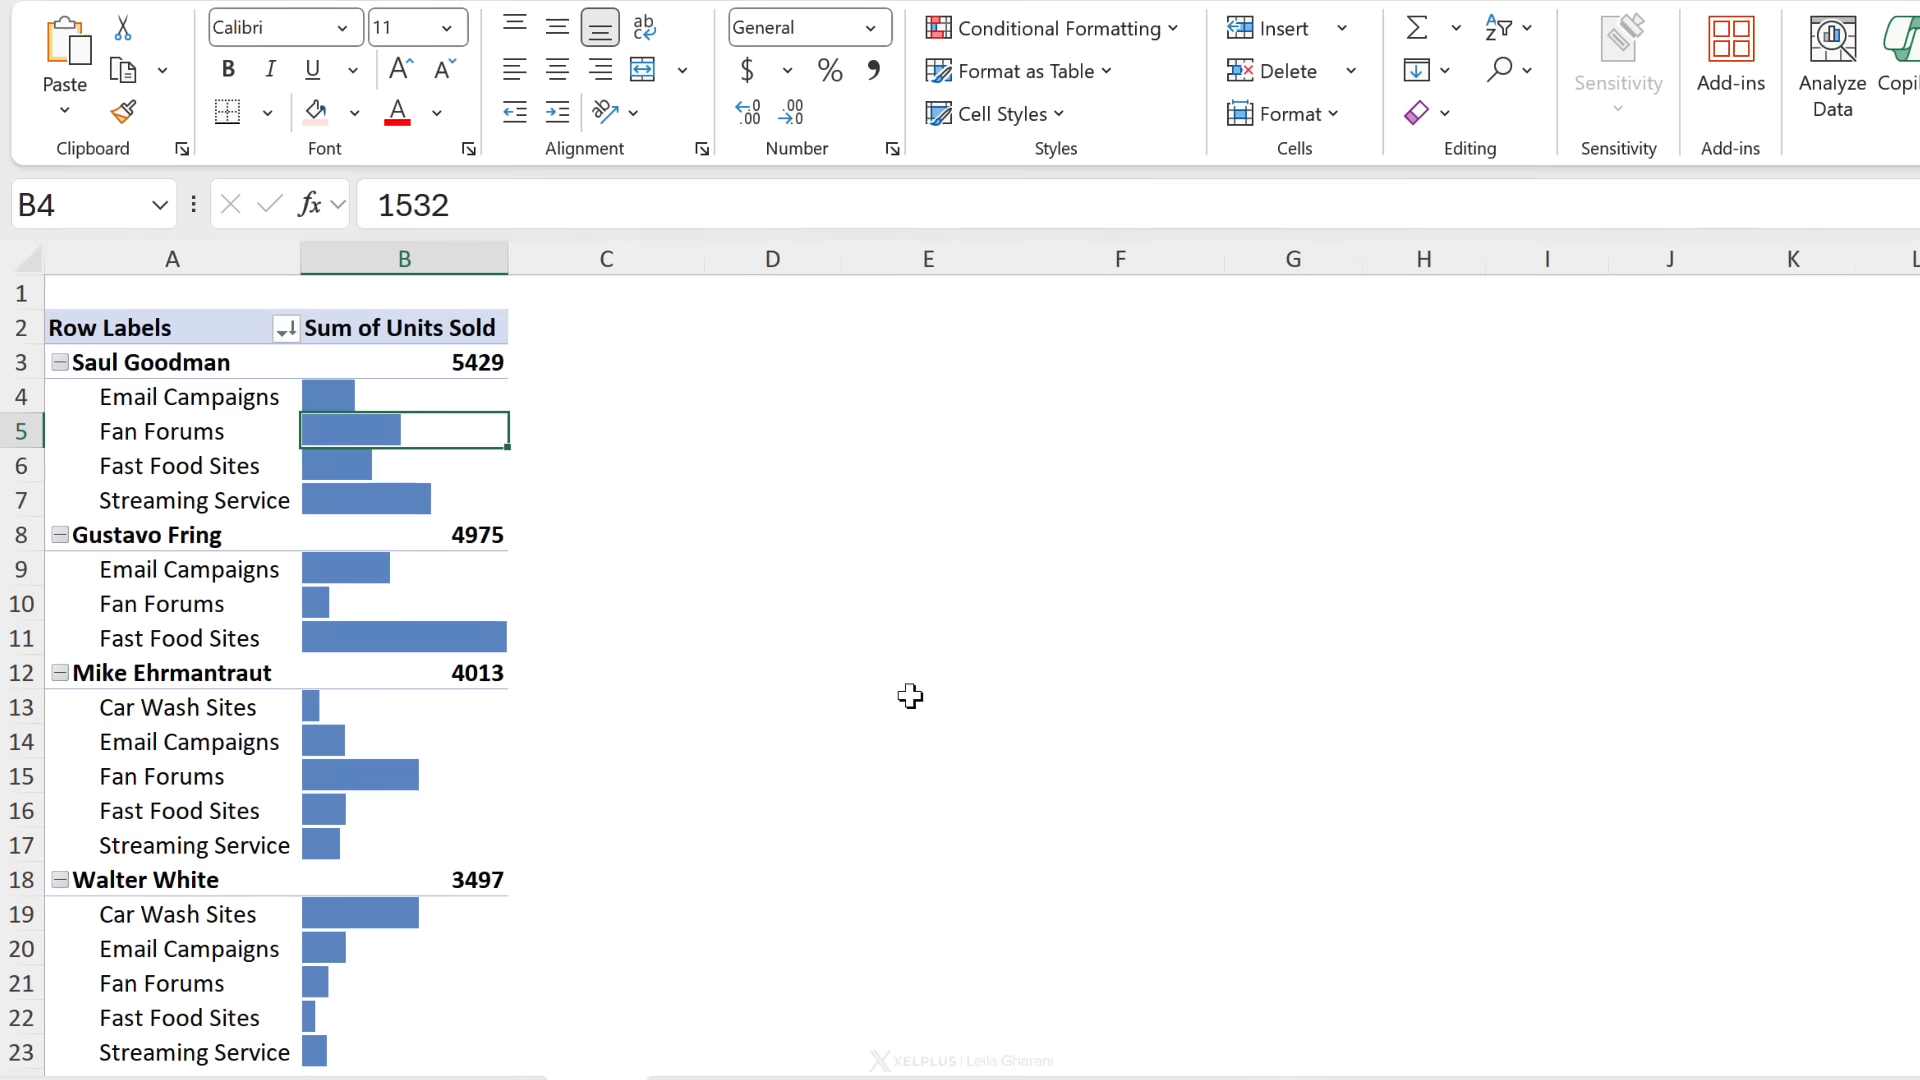 Calibri 11 General Conditional Formatting Insert
Paste B I U A A $ % Format as Table Delete Sensitivity Add-ins Analyze Data
Cell Styles Format
Clipboard Font Alignment Number Styles Cells Editing Sensitivity Add-ins
B4 fx 1532
A B C D E F G H I J K
1
2 Row Labels Sum of Units Sold
3 Saul Goodman 5429
4 Email Campaigns
5 Fan Forums
6 Fast Food Sites
7 Streaming Service
8 Gustavo Fring 4975
9 Email Campaigns
10 Fan Forums
11 Fast Food Sites
12 Mike Ehrmantraut 4013
13 Car Wash Sites
14 Email Campaigns
15 Fan Forums
16 Fast Food Sites
17 Streaming Service
18 Walter White 3497
19 Car Wash Sites
20 Email Campaigns
21 Fan Forums
22 Fast Food Sites
23 Streaming Service
XELPLUS | Leila Gharani